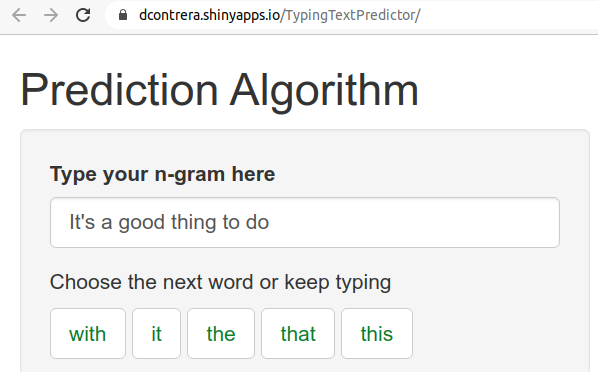 dcontrera.shinyapps.io/TypingTextPredictor/
Prediction Algorithm
Type your n-gram here
It's a good thing to do
Choose the next word or keep typing
with it the that this